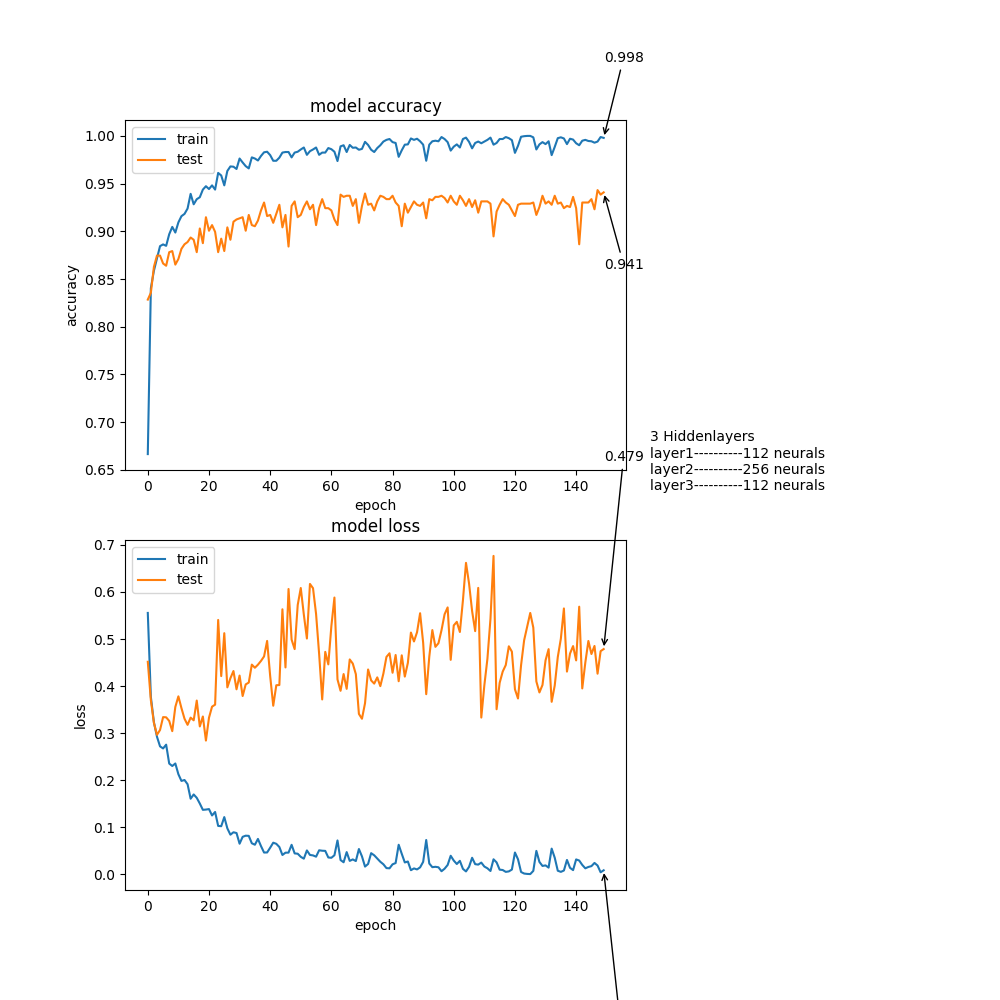 0.998
model accuracy
train
test
1.00
0.95
0.90
0.85
0.80
0.75
0.70
0.65
accuracy
0.941
0 20 40 60 80 100 120 140
epoch
0.479
3 Hiddenlayers
layer1----------112 neurals
layer2----------256 neurals
layer3----------112 neurals
model loss
train
test
0.7
0.6
0.5
0.4
0.3
0.2
0.1
0.0
loss
0 20 40 60 80 100 120 140
epoch